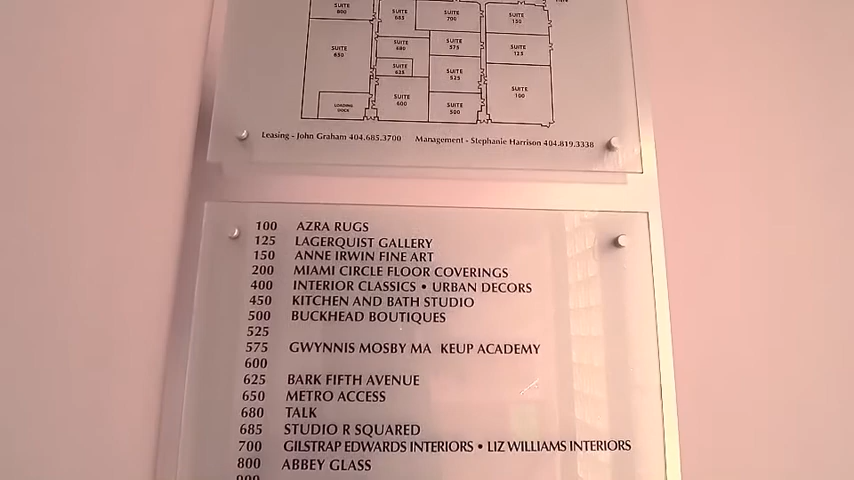 SUITE 800
SUITE 685
SUITE 700
SUITE 150
SUITE 650
SUITE 680
SUITE 575
SUITE 125
SUITE 625
SUITE 525
SUITE 600
SUITE 500
SUITE 100
LOADING DOCK
Leasing - John Graham 404.685.3700 Management - Stephanie Harrison 404.819.3338
100 AZRA RUGS
125 LAGERQUIST GALLERY
150 ANNE IRWIN FINE ART
200 MIAMI CIRCLE FLOOR COVERINGS
400 INTERIOR CLASSICS • URBAN DECORS
450 KITCHEN AND BATH STUDIO
500 BUCKHEAD BOUTIQUES
525
575 GWYNNIS MOSBY MA KEUP ACADEMY
600
625 BARK FIFTH AVENUE
650 METRO ACCESS
680 TALK
685 STUDIO R SQUARED
700 GILSTRAP EDWARDS INTERIORS • LIZ WILLIAMS INTERIORS
800 ABBEY GLASS